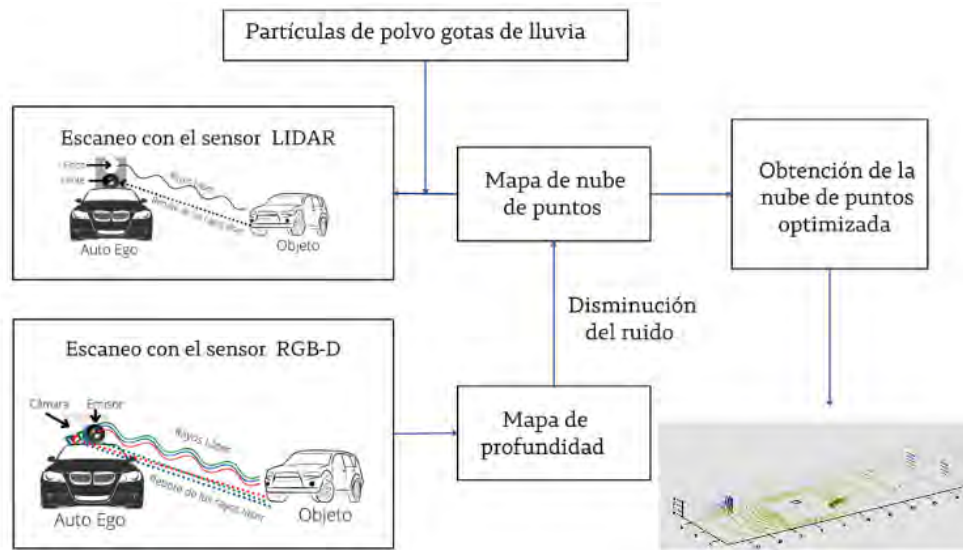 Partículas de polvo gotas de lluvia
Escaneo con el sensor LIDAR
Auto Ego
Objeto
Mapa de nube
de puntos
Obtención de la
nube de puntos
optimizada
Disminución
del ruido
Escaneo con el sensor RGB-D
Cámara
Emisor
Rayos Láser
Rebote de los rayos láser
Auto Ego
Objeto
Mapa de
profundidad